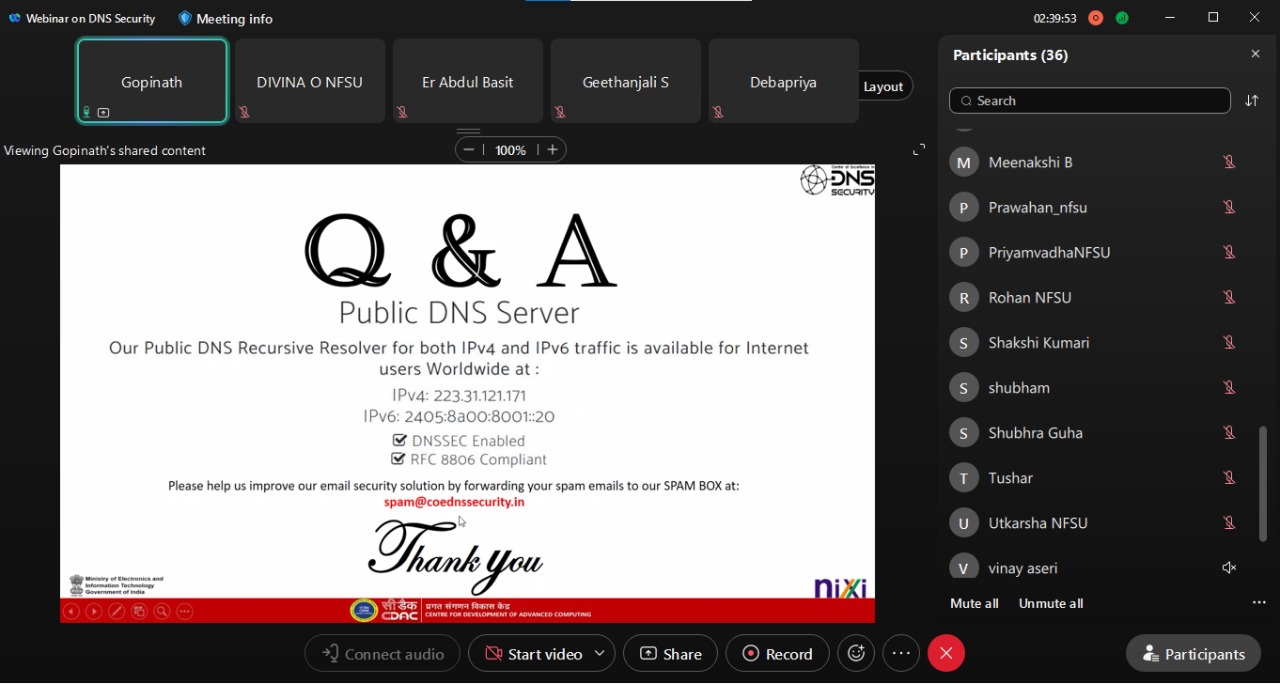 Webinar on DNS Security
Meeting info
02:39:53
Gopinath
DIVINA O NFSU
Er Abdul Basit
Geethanjali S
Debapriya
Layout
Viewing Gopinath's shared content
100%
Centre of Excellence in
DNS
SECURITY
Q & A
Public DNS Server
Our Public DNS Recursive Resolver for both IPv4 and IPv6 traffic is available for Internet
users Worldwide at :
IPv4: 223.31.121.171
IPv6: 2405:8a00:8001::20
DNSSEC Enabled
RFC 8806 Compliant
Please help us improve our email security solution by forwarding your spam emails to our SPAM BOX at:
spam@coednssecurity.in
Thank You
Ministry of Electronics and
Information Technology
Government of India
nixi
सी डैक
CDAC
प्रगत संगणन विकास केंद्र
CENTRE FOR DEVELOPMENT OF ADVANCED COMPUTING
Participants (36)
Search
M Meenakshi B
P Prawahan_nfsu
P PriyamvadhaNFSU
R Rohan NFSU
S Shakshi Kumari
S shubham
S Shubhra Guha
T Tushar
U Utkarsha NFSU
V vinay aseri
Mute all Unmute all
Connect audio
Start video
Share
Record
Participants